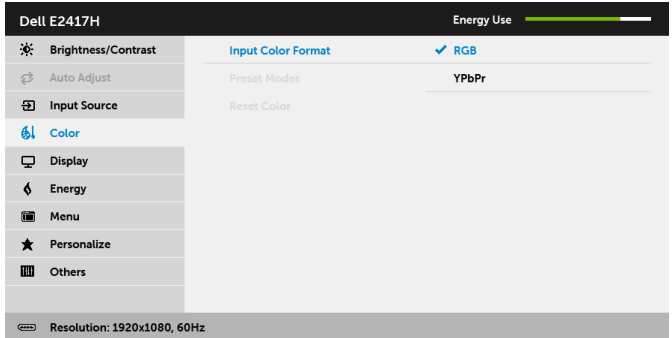 Dell E2417H Energy Use
Brightness/Contrast Input Color Format RGB
Auto Adjust Preset Modes YPbPr
Input Source Reset Color
Color
Display
Energy
Menu
Personalize
Others
Resolution: 1920x1080, 60Hz